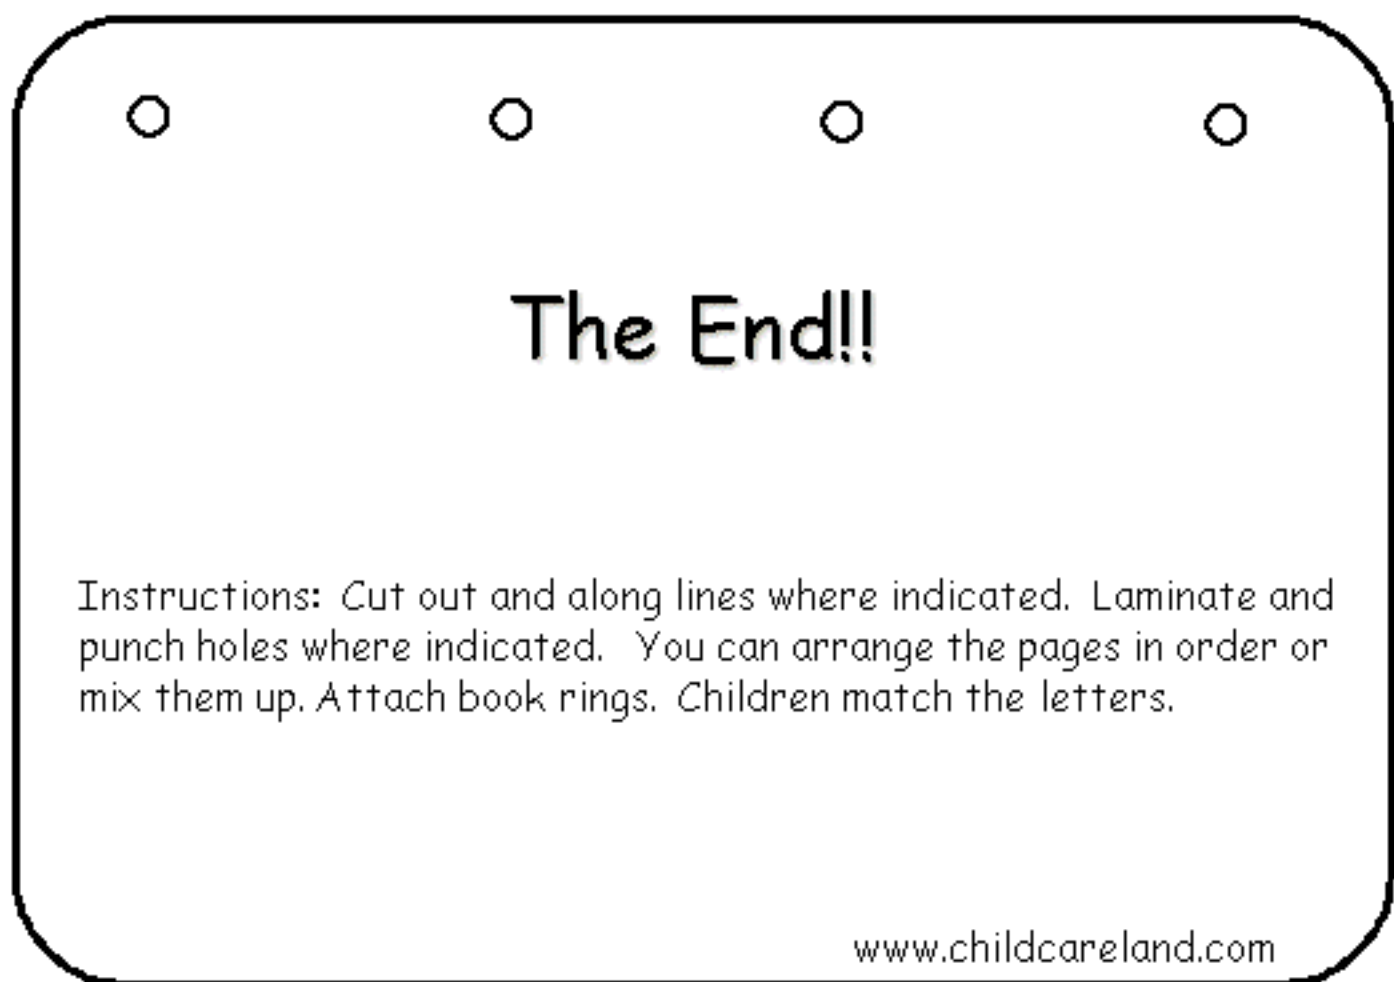 The End!!
Instructions:  Cut out and along lines where indicated.  Laminate and
punch holes where indicated.   You can arrange the pages in order or
mix them up. Attach book rings.  Children match the letters.
www.childcareland.com